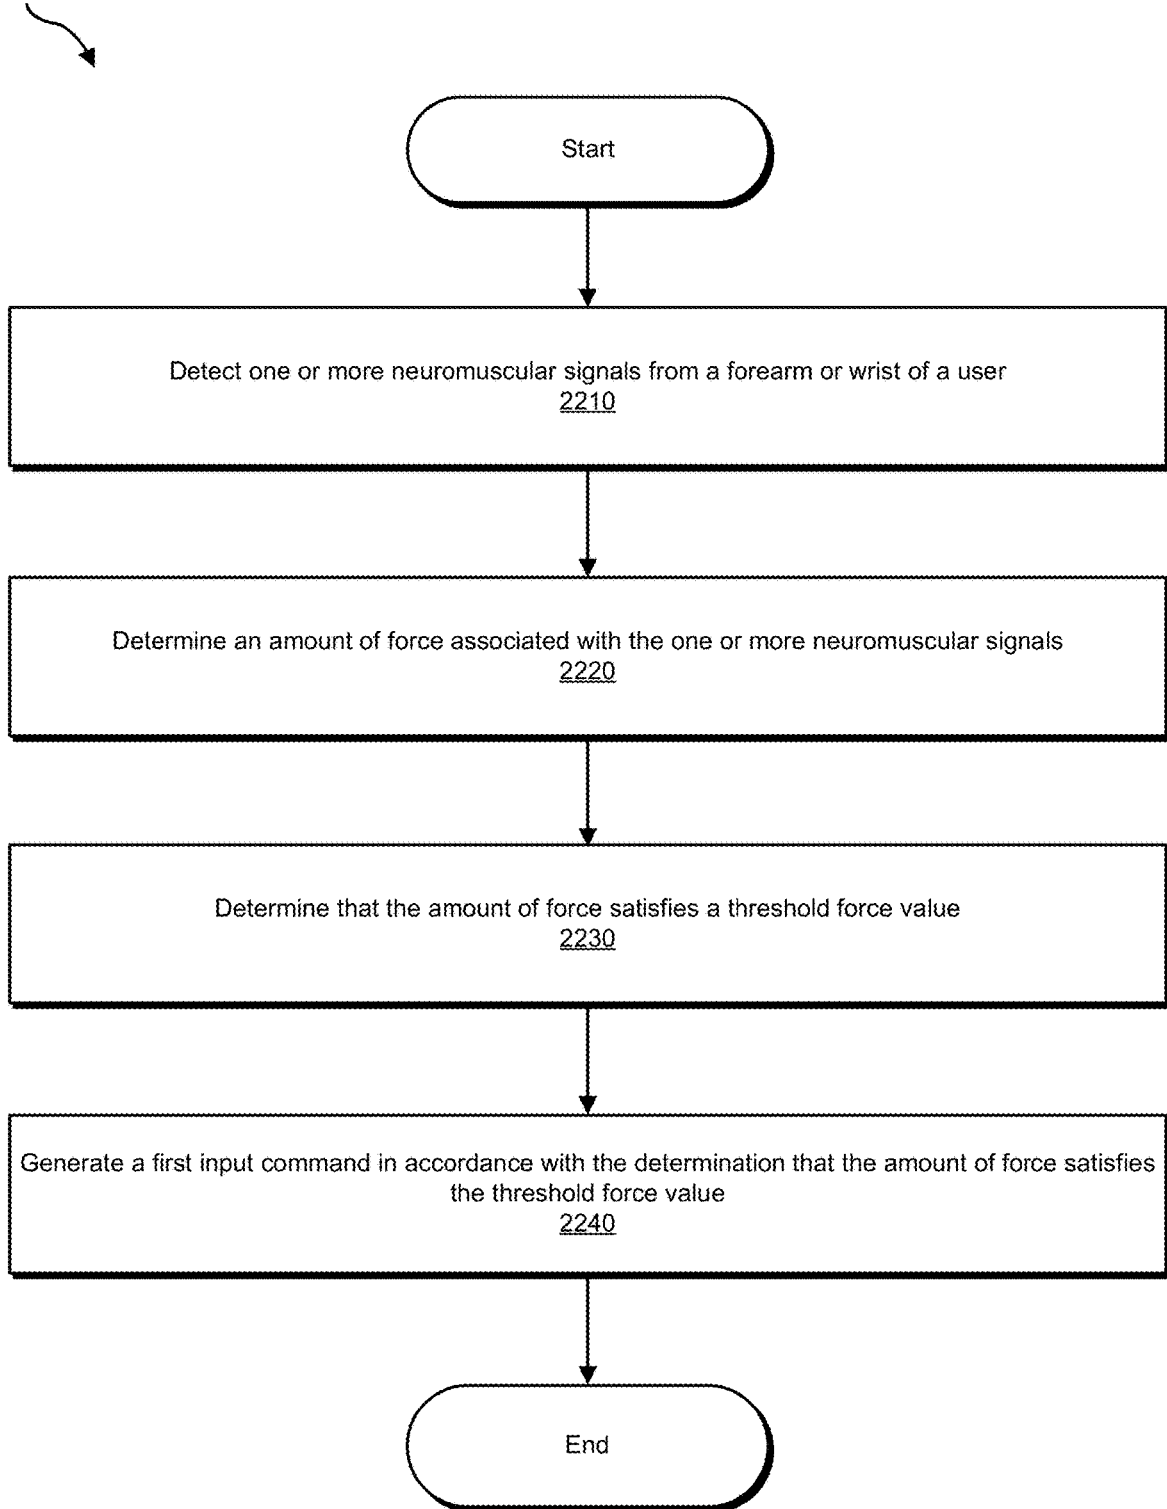 Start
Detect one or more neuromuscular signals from a forearm or wrist of a user
2210
Determine an amount of force associated with the one or more neuromuscular signals
2220
Determine that the amount of force satisfies a threshold force value
2230
Generate a first input command in accordance with the determination that the amount of force satisfies
the threshold force value
2240
End